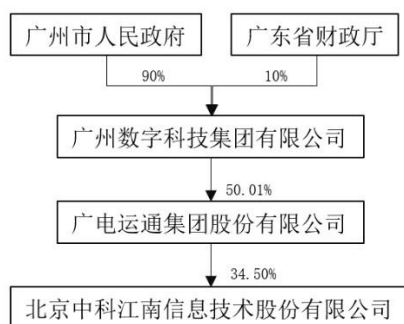 广州市人民政府
广东省财政厅
90%
10%
广州数字科技集团有限公司
50.01%
广电运通集团股份有限公司
34.50%
北京中科江南信息技术股份有限公司